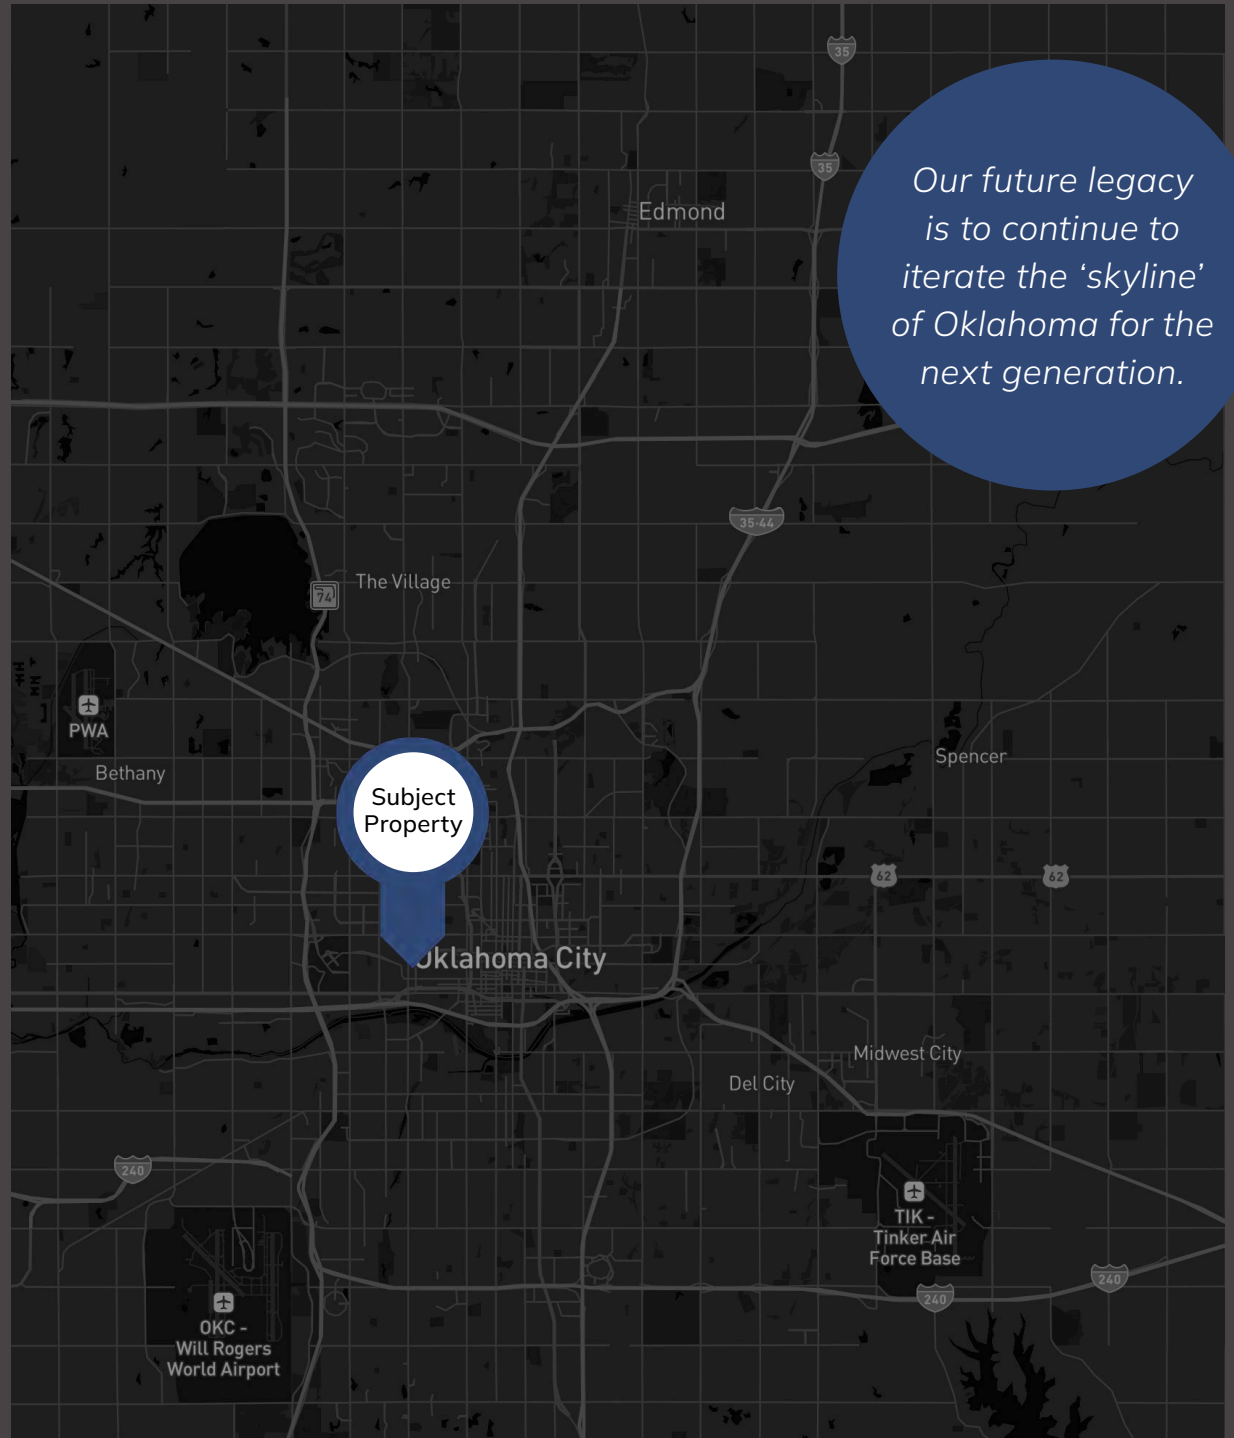 35
35
Our future legacy
is to continue to
iterate the ‘skyline’
of Oklahoma for the
next generation.
Edmond
35-44
The Village
74
PWA
Bethany
Spencer
Subject
Property
62
62
Oklahoma City
Midwest City
Del City
240
TIK -
Tinker Air
Force Base
240
240
OKC -
Will Rogers
World Airport